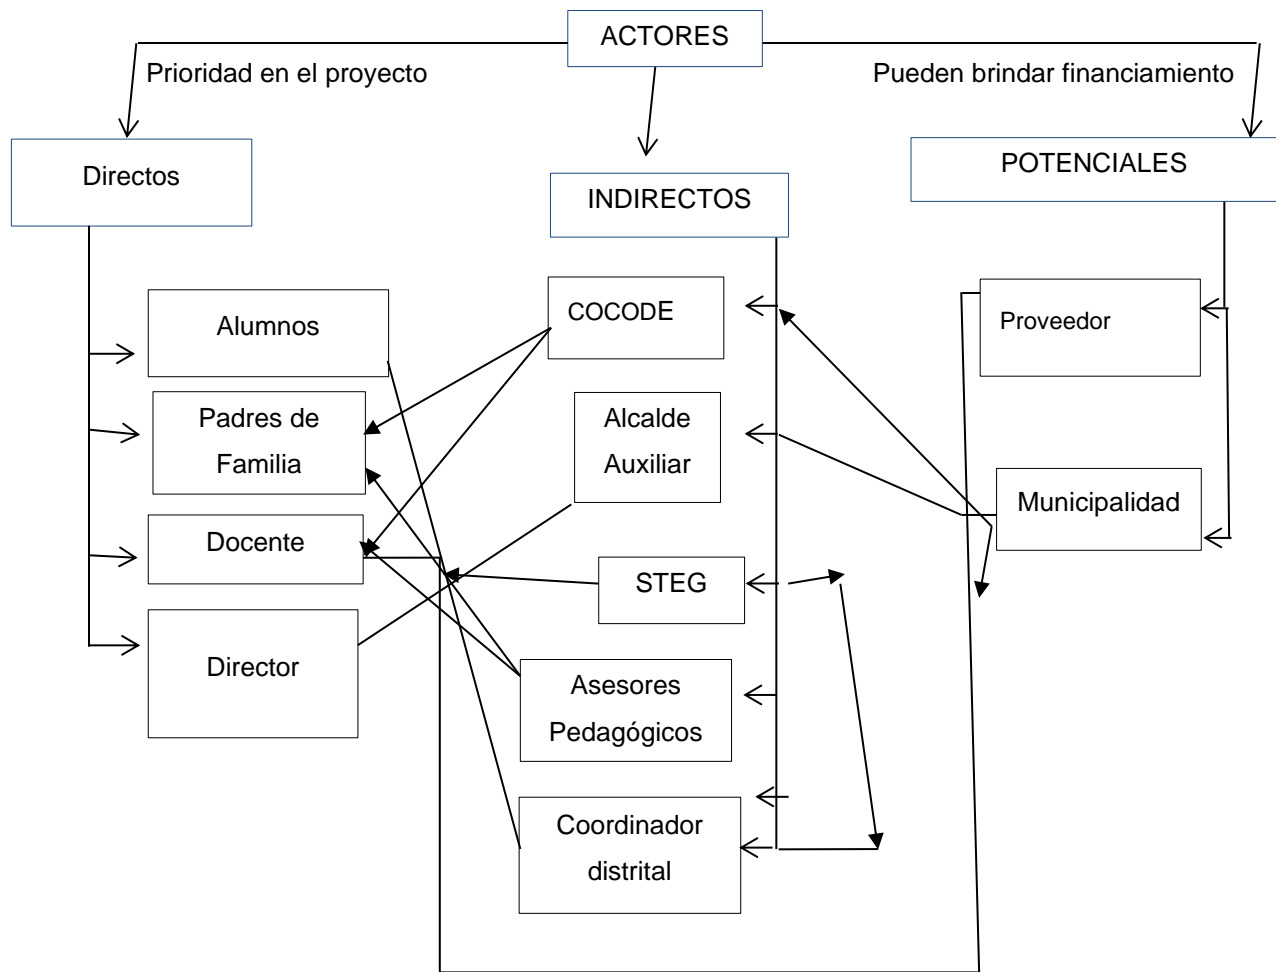 ACTORES
Prioridad en el proyecto
Pueden brindar financiamiento
Directos
INDIRECTOS
POTENCIALES
Alumnos
Padres de
Familia
Docente
Director
COCODE
Alcalde
Auxiliar
STEG
Asesores
Pedagógicos
Coordinador
distrital
Proveedor
Municipalidad